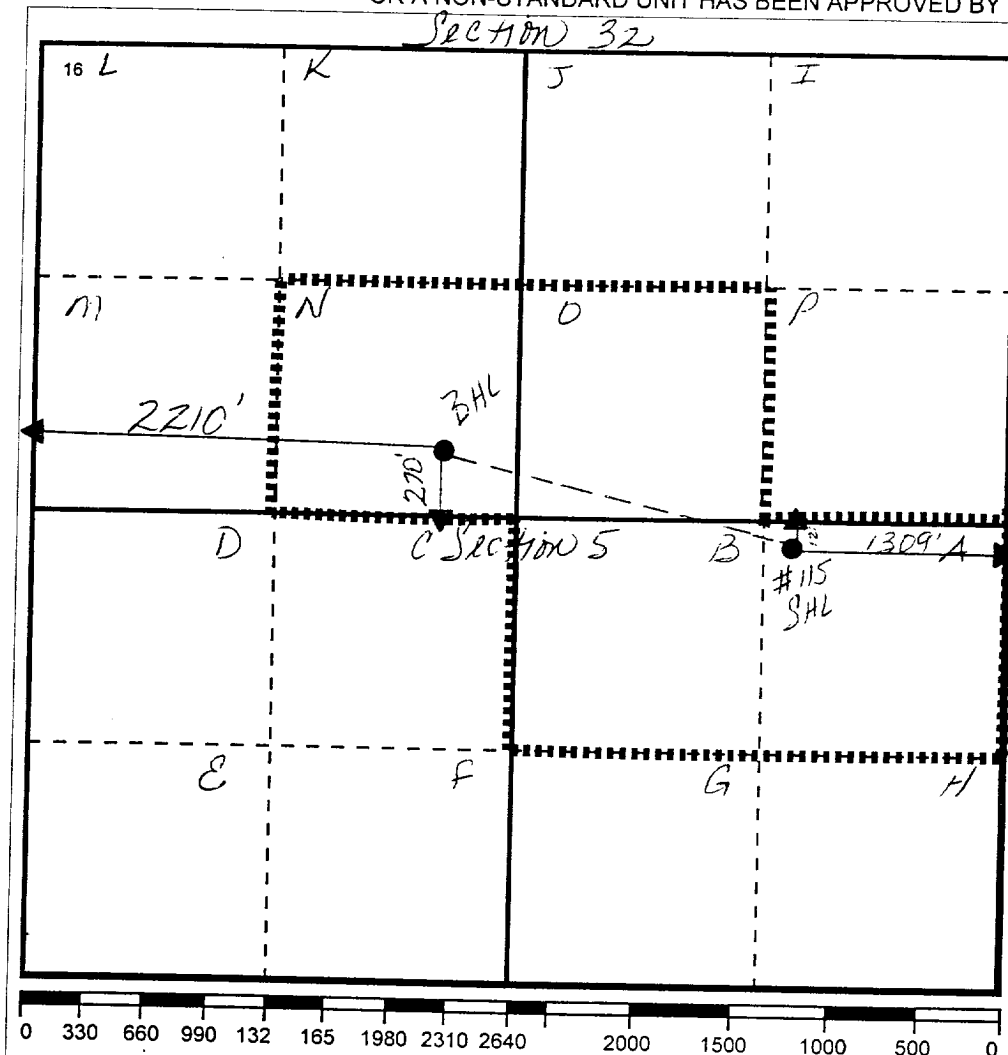 OR A NON-STANDARD UNIT HAS BEEN APPROVED BY
Section 32
16 L K J I
M N O P
2210' BHL
270'
D C Section 5 B 1309' A
#115
SHL
E F G H
0 330 660 990 132 165 1980 2310 2640 2000 1500 1000 500 0